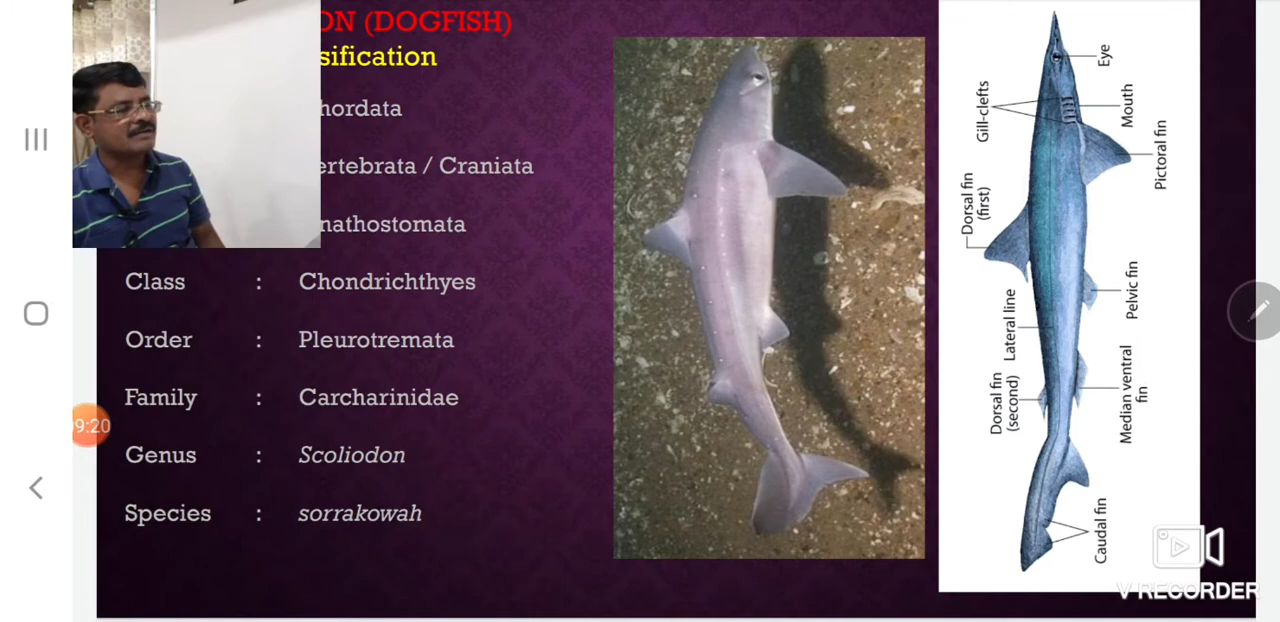 ON (DOGFISH)
sification
hordata
ertebrata / Craniata
nathostomata
Class : Chondrichthyes
Order : Pleurotremata
Family : Carcharinidae
Genus : Scoliodon
Species : sorrakowah
9:20
Eye
Gill-clefts
Mouth
Pictoral fin
Dorsal fin
(first)
Pelvic fin
Lateral line
Dorsal fin
(second)
Median ventral
fin
Caudal fin
V RECORDER